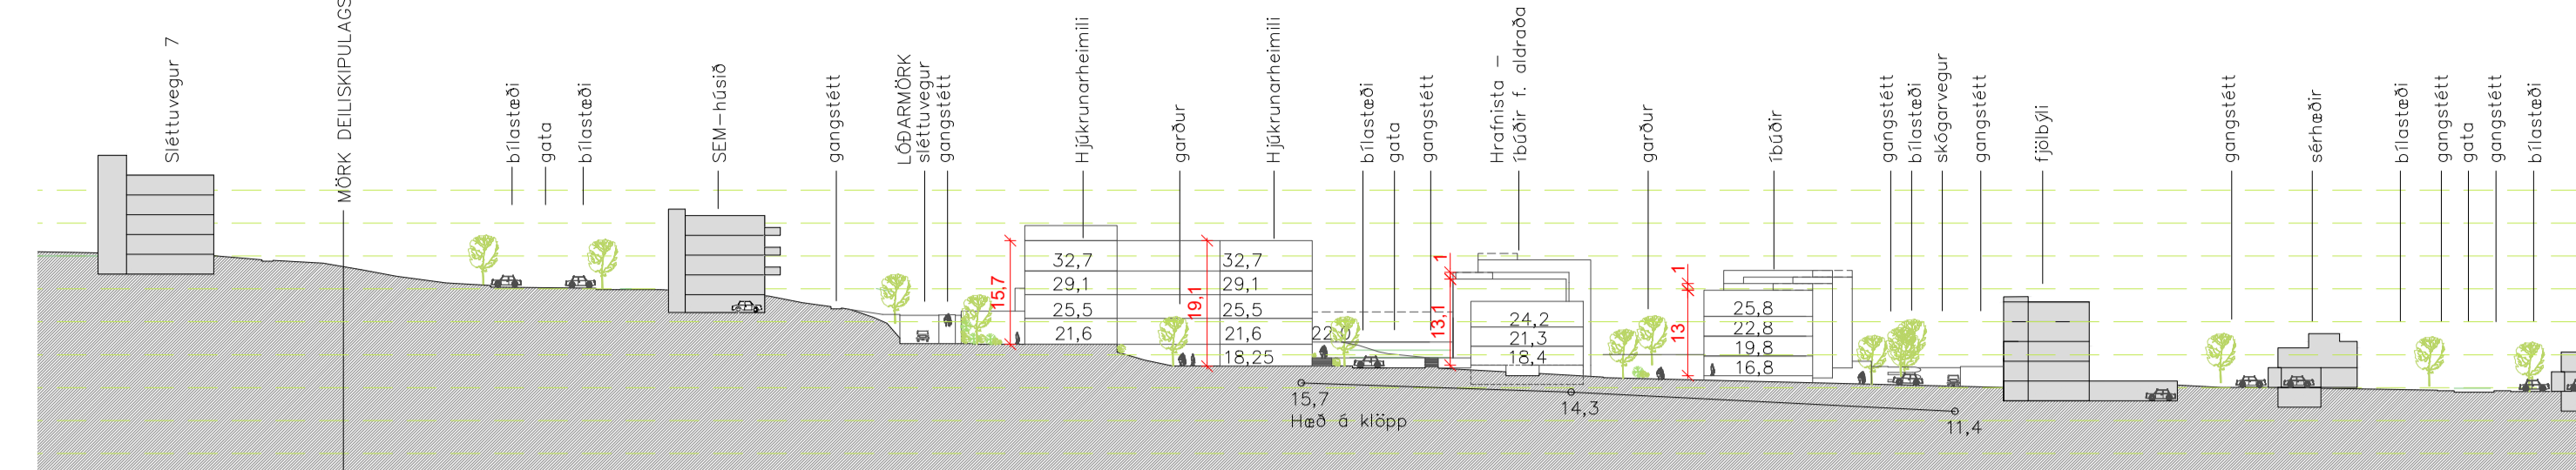 Sléttuvegur 7
MÖRK DEILISKIPULAGS
bílastæði
gata
bílastæði
SEM-húsið
gangstétt
LÓÐARMÖRK
sléttuvegur
gangstétt
Hjúkrunarheimili
garður
Hjúkrunarheimili
bílastæði
gata
gangstétt
Hrafnista -
íbúðir f. aldraða
garður
íbúðir
gangstétt
bílastæði
skógarvegur
gangstétt
fjölbýli
gangstétt
sérhæðir
bílastæði
gangstétt
gata
gangstétt
bílastæði
15,7
32,7
29,1
25,5
21,6
19,1
32,7
29,1
25,5
21,6
18.25
22,0
1
13,1
24,2
21,3
18,4
1
13
25,8
22,8
19,8
16,8
15,7
14,3
11,4
Hæð á klöpp